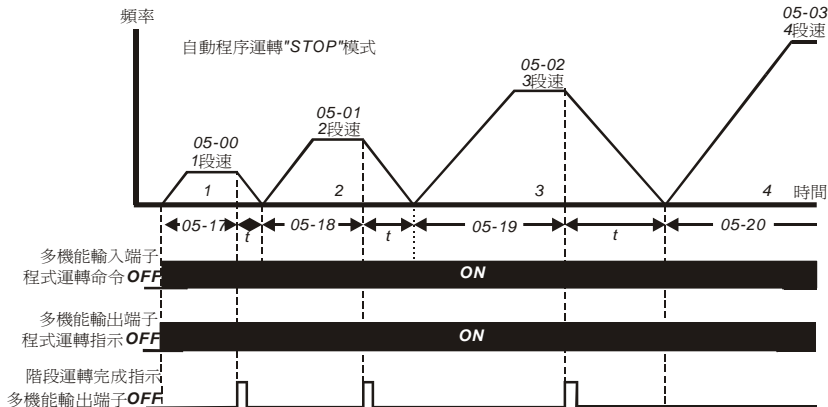 頻率
自動程序運轉"STOP"模式
05-03
4段速
05-02
3段速
05-01
2段速
05-00
1段速
1
2
3
4
時間
05-17
t
05-18
t
05-19
t
05-20
多機能輸入端子
程式運轉命令OFF
ON
多機能輸出端子
程式運轉指示OFF
ON
階段運轉完成指示
多機能輸出端子OFF